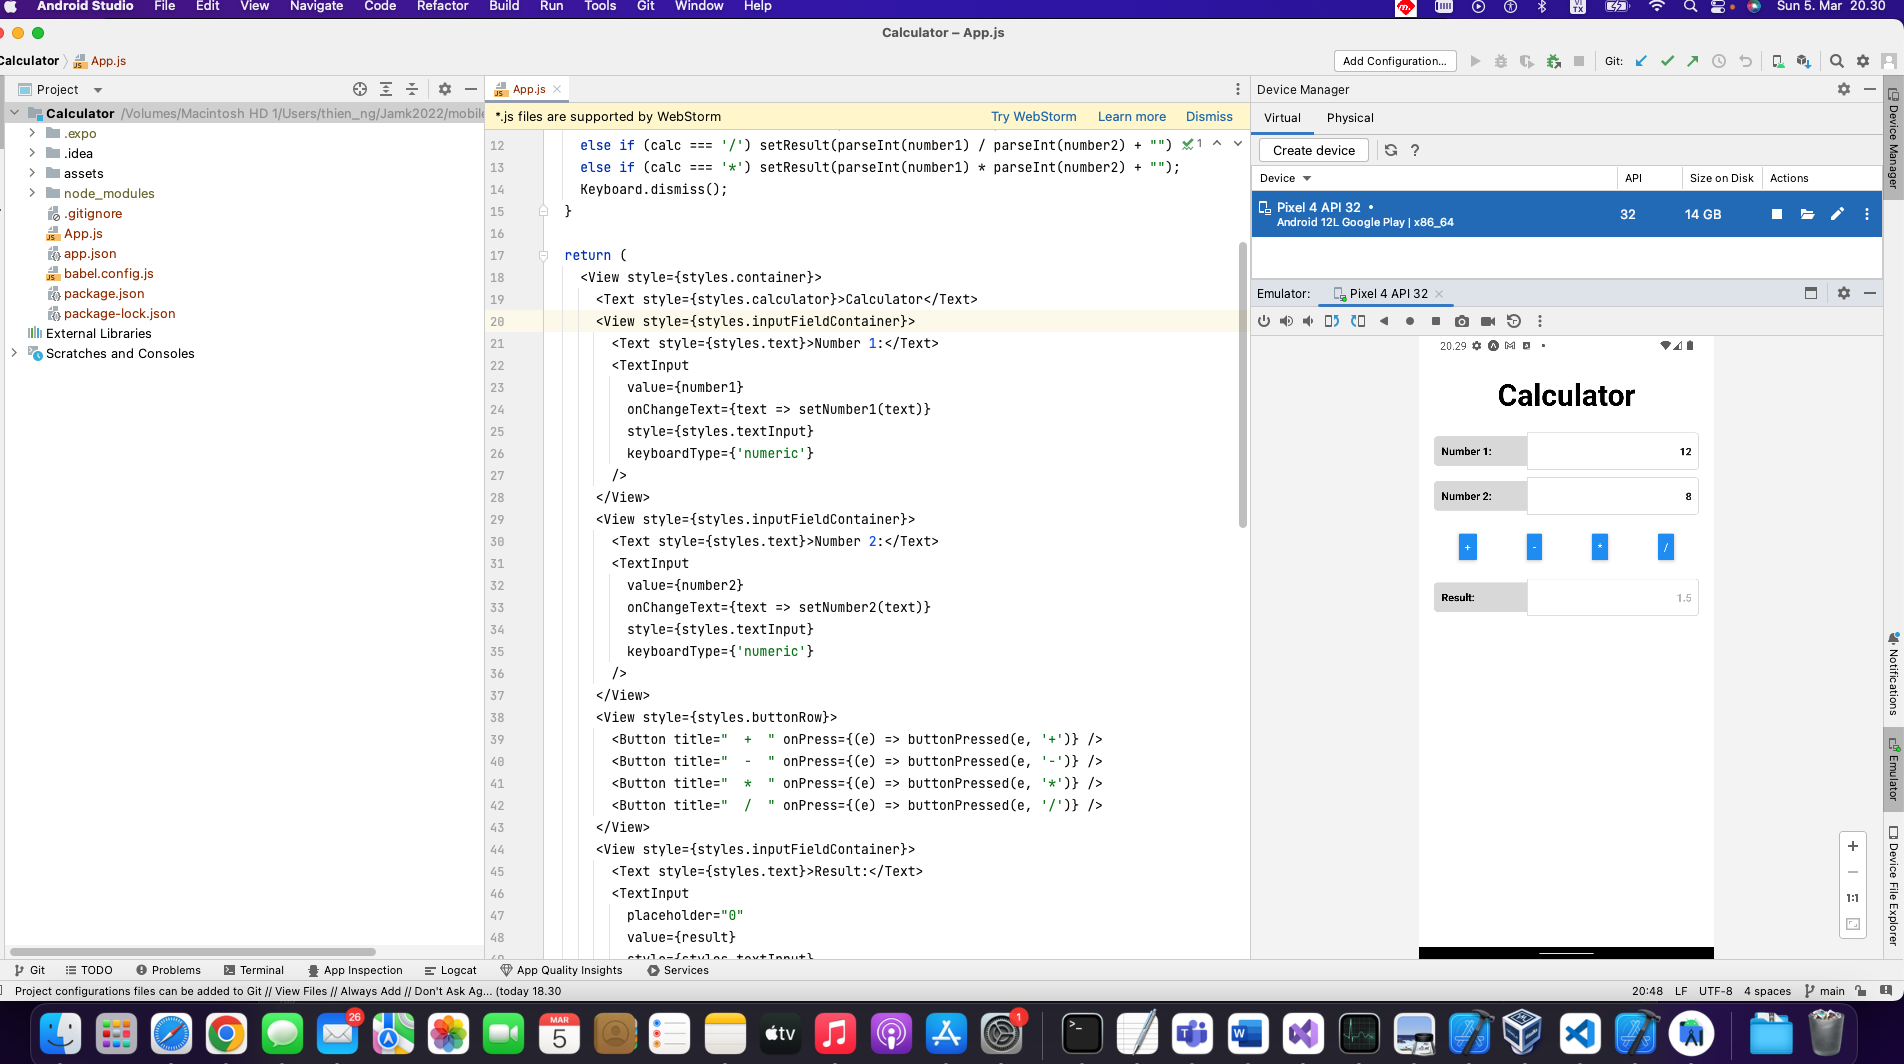 Android Studio File Edit View Navigate Code Refactor Build Run Tools Git Window Help
Sun 5. Mar 20.30
Calculator – App.js
Calculator App.js
Add Configuration...
Git:
Project
Calculator /Volumes/Macintosh HD 1/Users/thien_ng/Jamk2022/mobile
.expo
.idea
assets
node_modules
.gitignore
App.js
app.json
babel.config.js
package.json
package-lock.json
External Libraries
Scratches and Consoles
App.js
*.js files are supported by WebStorm
Try WebStorm Learn more Dismiss
12 else if (calc === '/') setResult(parseInt(number1) / parseInt(number2) + "") 1
13 else if (calc === '*') setResult(parseInt(number1) * parseInt(number2) + "");
14 Keyboard.dismiss();
15 }
16
17 return (
18 <View style={styles.container}>
19 <Text style={styles.calculator}>Calculator</Text>
20 <View style={styles.inputFieldContainer}>
21 <Text style={styles.text}>Number 1:</Text>
22 <TextInput
23 value={number1}
24 onChangeText={text => setNumber1(text)}
25 style={styles.textInput}
26 keyboardType={'numeric'}
27 />
28 </View>
29 <View style={styles.inputFieldContainer}>
30 <Text style={styles.text}>Number 2:</Text>
31 <TextInput
32 value={number2}
33 onChangeText={text => setNumber2(text)}
34 style={styles.textInput}
35 keyboardType={'numeric'}
36 />
37 </View>
38 <View style={styles.buttonRow}>
39 <Button title="  +  " onPress={(e) => buttonPressed(e, '+')} />
40 <Button title="  -  " onPress={(e) => buttonPressed(e, '-')} />
41 <Button title="  *  " onPress={(e) => buttonPressed(e, '*')} />
42 <Button title="  /  " onPress={(e) => buttonPressed(e, '/')} />
43 </View>
44 <View style={styles.inputFieldContainer}>
45 <Text style={styles.text}>Result:</Text>
46 <TextInput
47 placeholder="0"
48 value={result}
Device Manager
Virtual Physical
Create device
?
Device API Size on Disk Actions
Pixel 4 API 32 • 32 14 GB
Android 12L Google Play | x86_64
Emulator: Pixel 4 API 32
20.29
Calculator
Number 1: 12
Number 2: 8
+ - * /
Result: 1.5
1:1
Device Manager
Notifications
Emulator
Device File Explorer
Git TODO Problems Terminal App Inspection Logcat App Quality Insights Services
Project configurations files can be added to Git // View Files // Always Add // Don't Ask Ag... (today 18.30
20:48 LF UTF-8 4 spaces main
26
MAR
5
tv
1